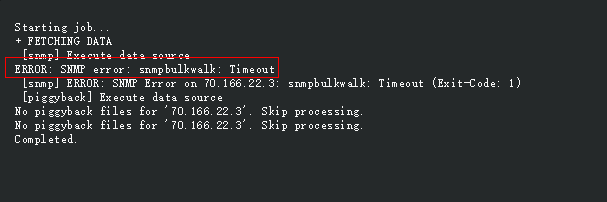 Starting job...
+ FETCHING DATA
[snmp] Execute data source
ERROR: SNMP error: snmpbulkwalk: Timeout
[snmp] ERROR: SNMP Error on 70.166.22.3: snmpbulkwalk: Timeout (Exit-Code: 1)
[piggyback] Execute data source
No piggyback files for '70.166.22.3'. Skip processing.
No piggyback files for '70.166.22.3'. Skip processing.
Completed.